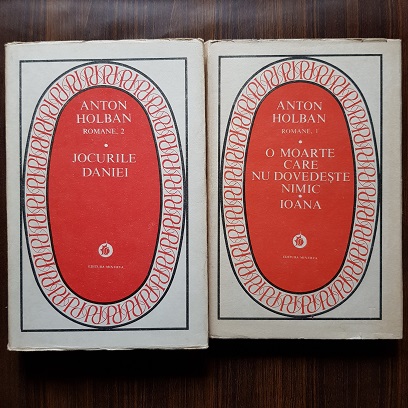 ANTON
HOLBAN
ROMANE, 2
•
JOCURILE
DANIEI
EDITURA MINERVA
ANTON
HOLBAN
ROMANE, 1
•
O MOARTE
CARE
NU DOVEDEȘTE
NIMIC
•
IOANA
EDITURA MINERVA